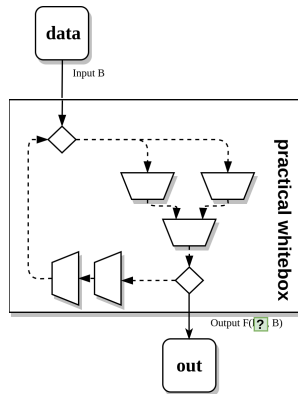 data
Input B
practical whitebox
Output F(?, B)
out